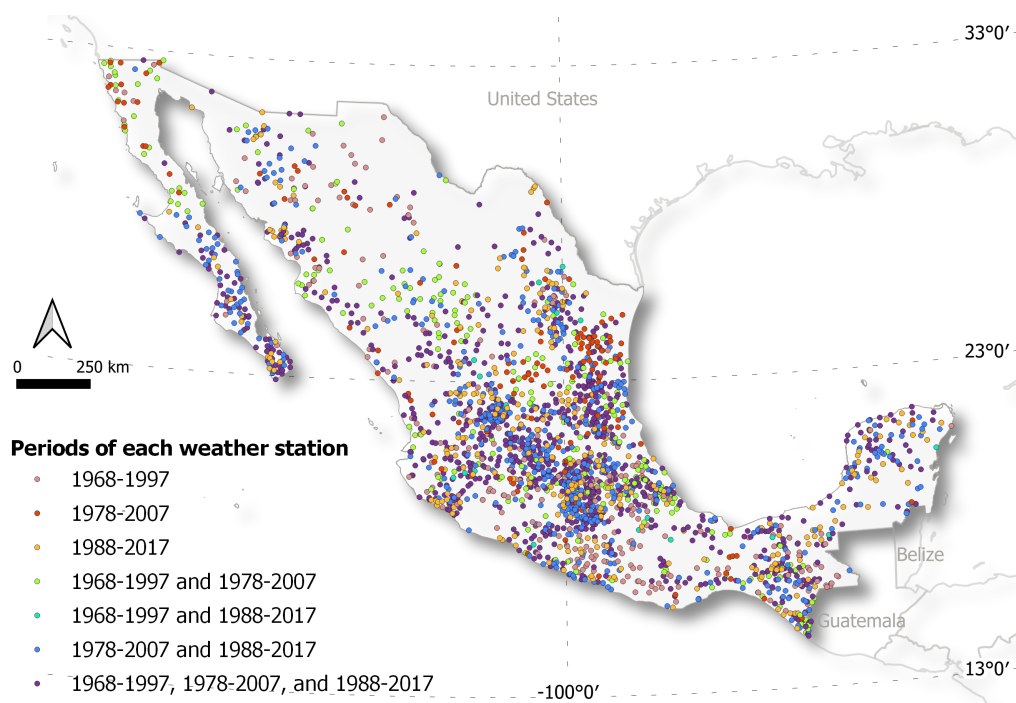 33°0'
United States
0 250 km
23°0'
Periods of each weather station
1968-1997
1978-2007
1988-2017
1968-1997 and 1978-2007
1968-1997 and 1988-2017
1978-2007 and 1988-2017
1968-1997, 1978-2007, and 1988-2017
Belize
Guatemala
13°0'
-100°0'